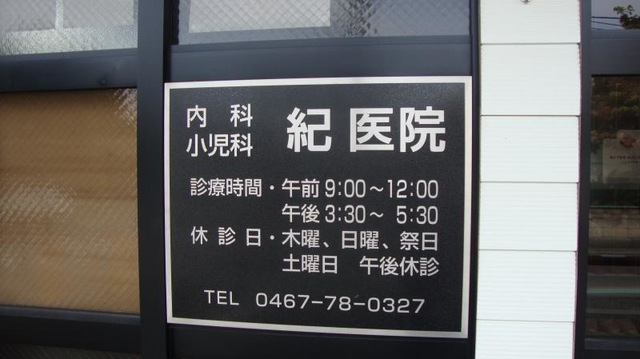 内科 紀医院
小児科
診療時間・午前 9:00～12:00
午後 3:30～ 5:30
休診日・木曜、日曜、祭日
土曜日 午後休診
TEL 0467-78-0327